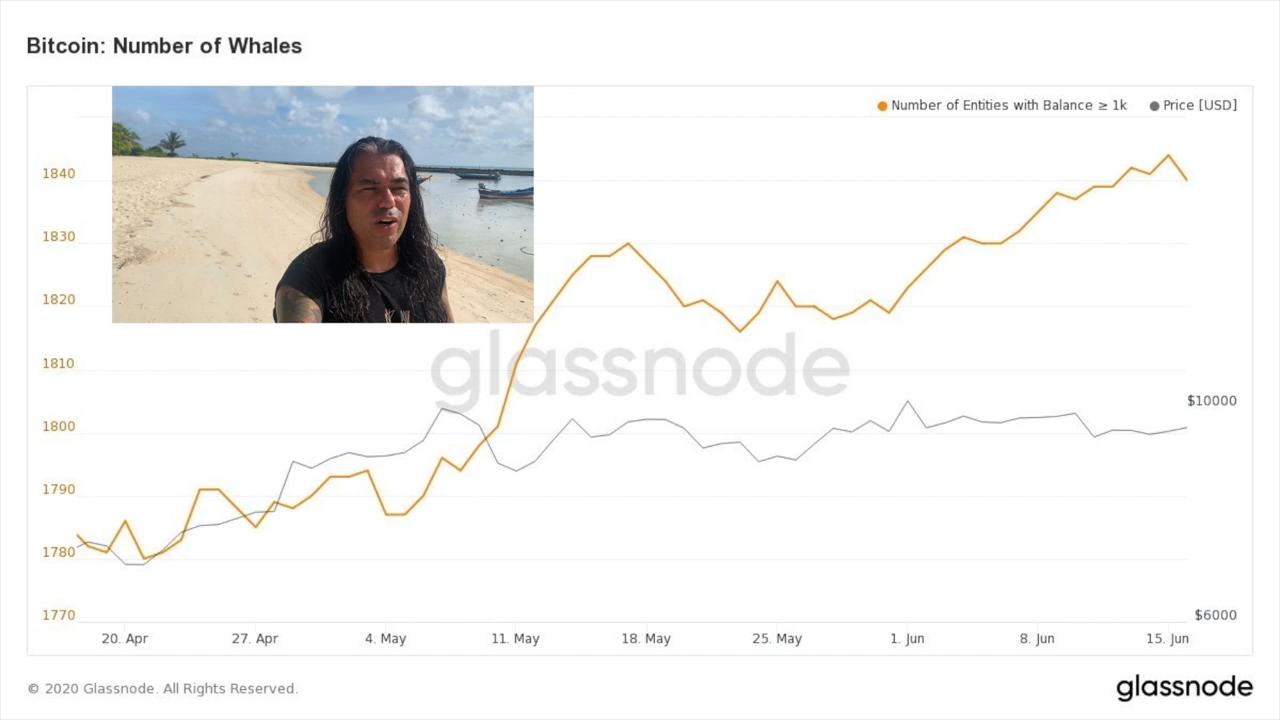 Bitcoin: Number of Whales
Number of Entities with Balance ≥ 1k
Price [USD]
1840
1830
1820
1810
1800
1790
1780
1770
glassnode
$10000
$6000
20. Apr
27. Apr
4. May
11. May
18. May
25. May
1. Jun
8. Jun
15. Jun
© 2020 Glassnode. All Rights Reserved.
glassnode